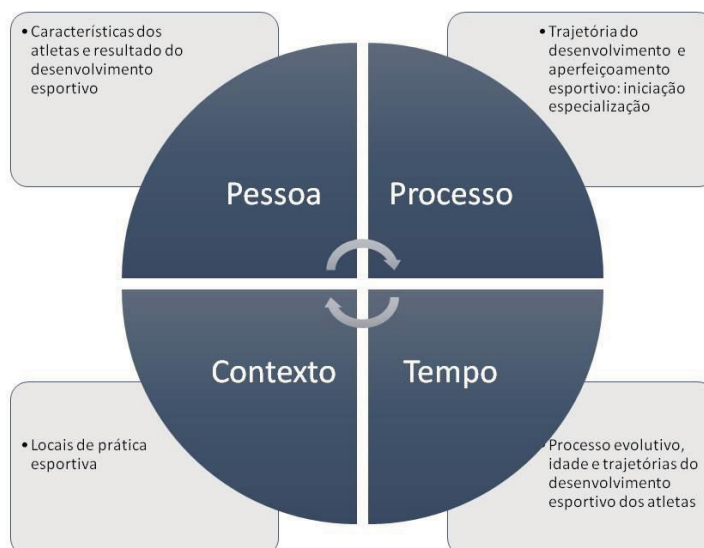 • Características dos
atletas e resultado do
desenvolvimento
esportivo
• Trajetória do
desenvolvimento e
aperfeiçoamento
esportivo: iniciação
especialização
Pessoa
Processo
Contexto
Tempo
• Locais de prática
esportiva
• Processo evolutivo,
idade e trajetórias do
desenvolvimento
esportivo dos atletas